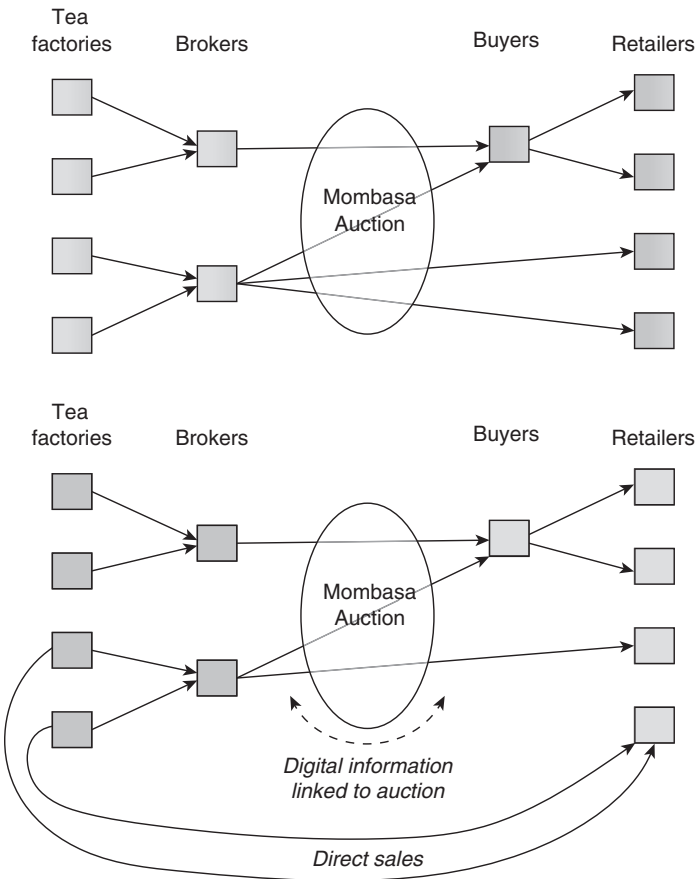 Tea
factories
Brokers
Buyers
Retailers
Mombasa
Auction
Tea
factories
Brokers
Buyers
Retailers
Mombasa
Auction
Digital information
linked to auction
Direct sales